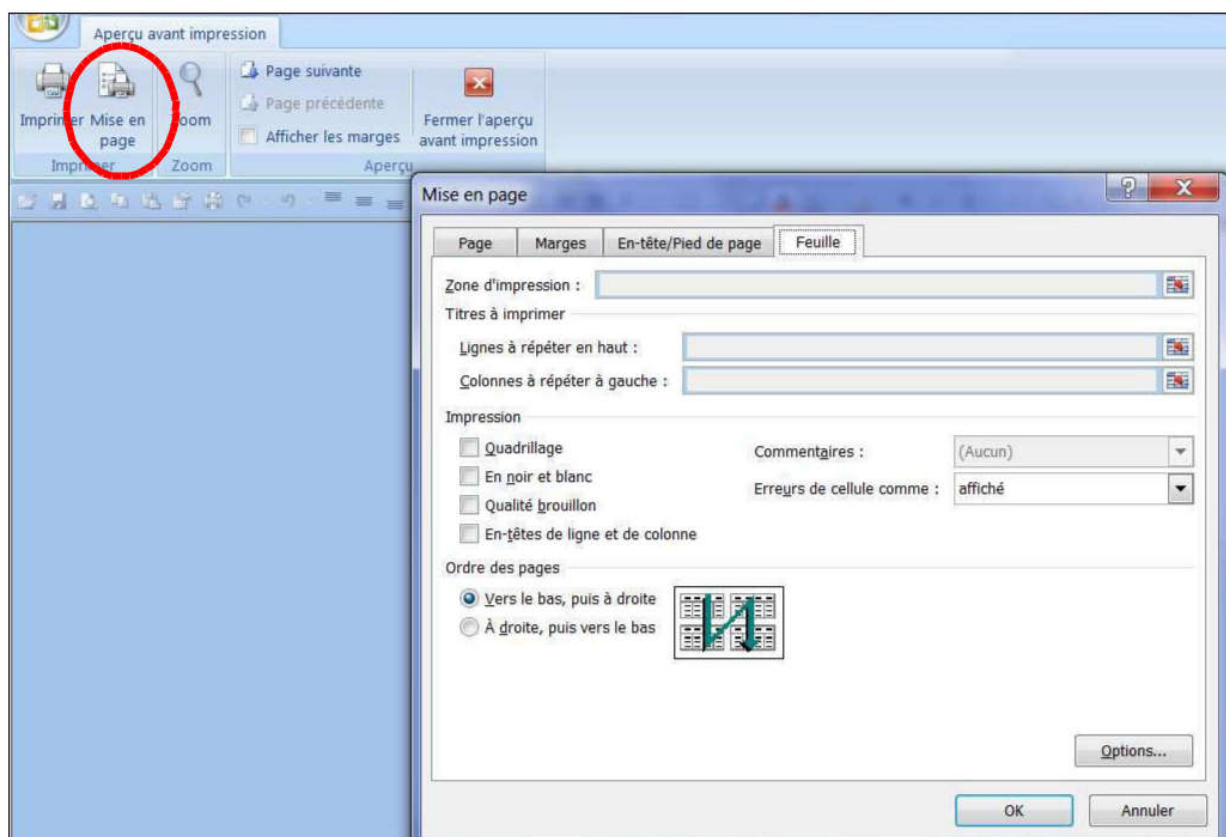 Aperçu avant impression
Imprimer
Mise en page
Zoom
Page suivante
Page précédente
Afficher les marges
Fermer l'aperçu
avant impression
Imprimer
Zoom
Aperçu
Mise en page
Page
Marges
En-tête/Pied de page
Feuille
Zone d'impression :
Titres à imprimer
Lignes à répéter en haut :
Colonnes à répéter à gauche :
Impression
Quadrillage
En noir et blanc
Qualité brouillon
En-têtes de ligne et de colonne
Commentaires :
(Aucun)
Erreurs de cellule comme :
affiché
Ordre des pages
Vers le bas, puis à droite
À droite, puis vers le bas
Options...
OK
Annuler